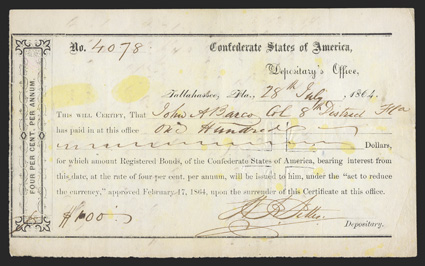 FOUR PER CENT. PER ANNUM.
No. 4078 Confederate States of America,
Depositary's Office,
Tallahassee, Fla., 28th July 1864.
THIS WILL CERTIFY, That John A Barco Col 8th District Fla
has paid in at this office One Hundred
Dollars,
for which amount Registered Bonds, of the Confederate States of America, bearing interest from
this date, at the rate of four per cent. per annum, will be issued to him, under the "act to reduce
the currency," approved February 17, 1864, upon the surrender of this Certificate at this office.
$100
Depositary.